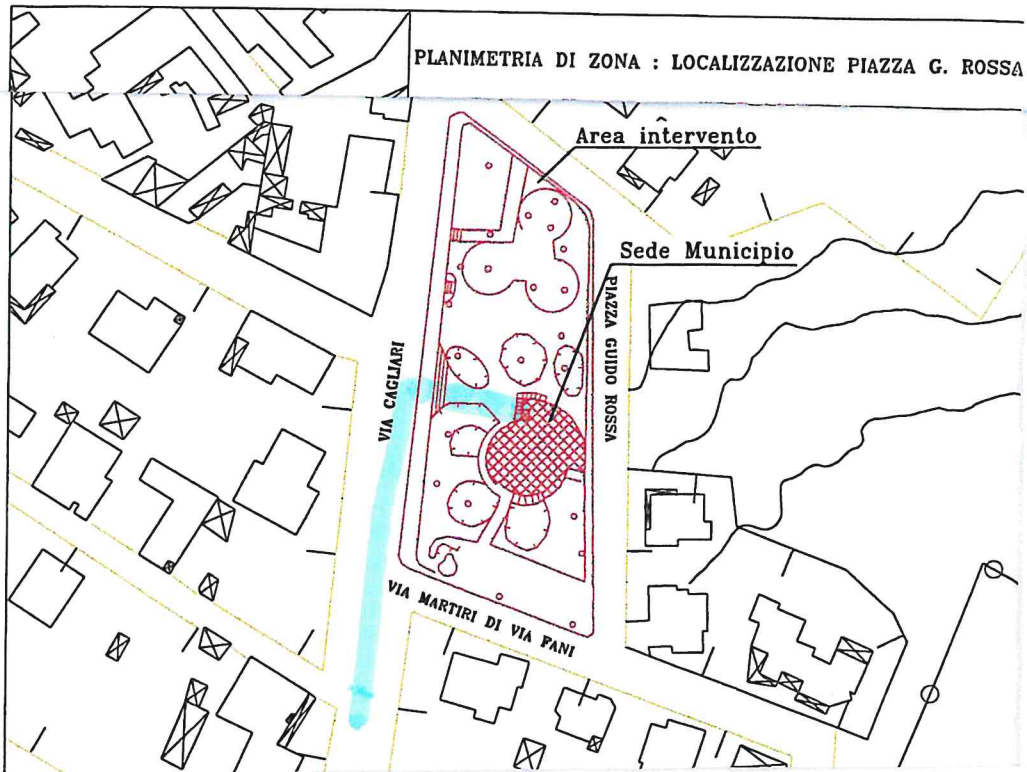 PLANIMETRIA DI ZONA : LOCALIZZAZIONE PIAZZA G. ROSSA
Area intervento
Sede Municipio
PIAZZA GUIDO ROSSA
VIA CAGLIARI
VIA MARTIRI DI VIA FANI